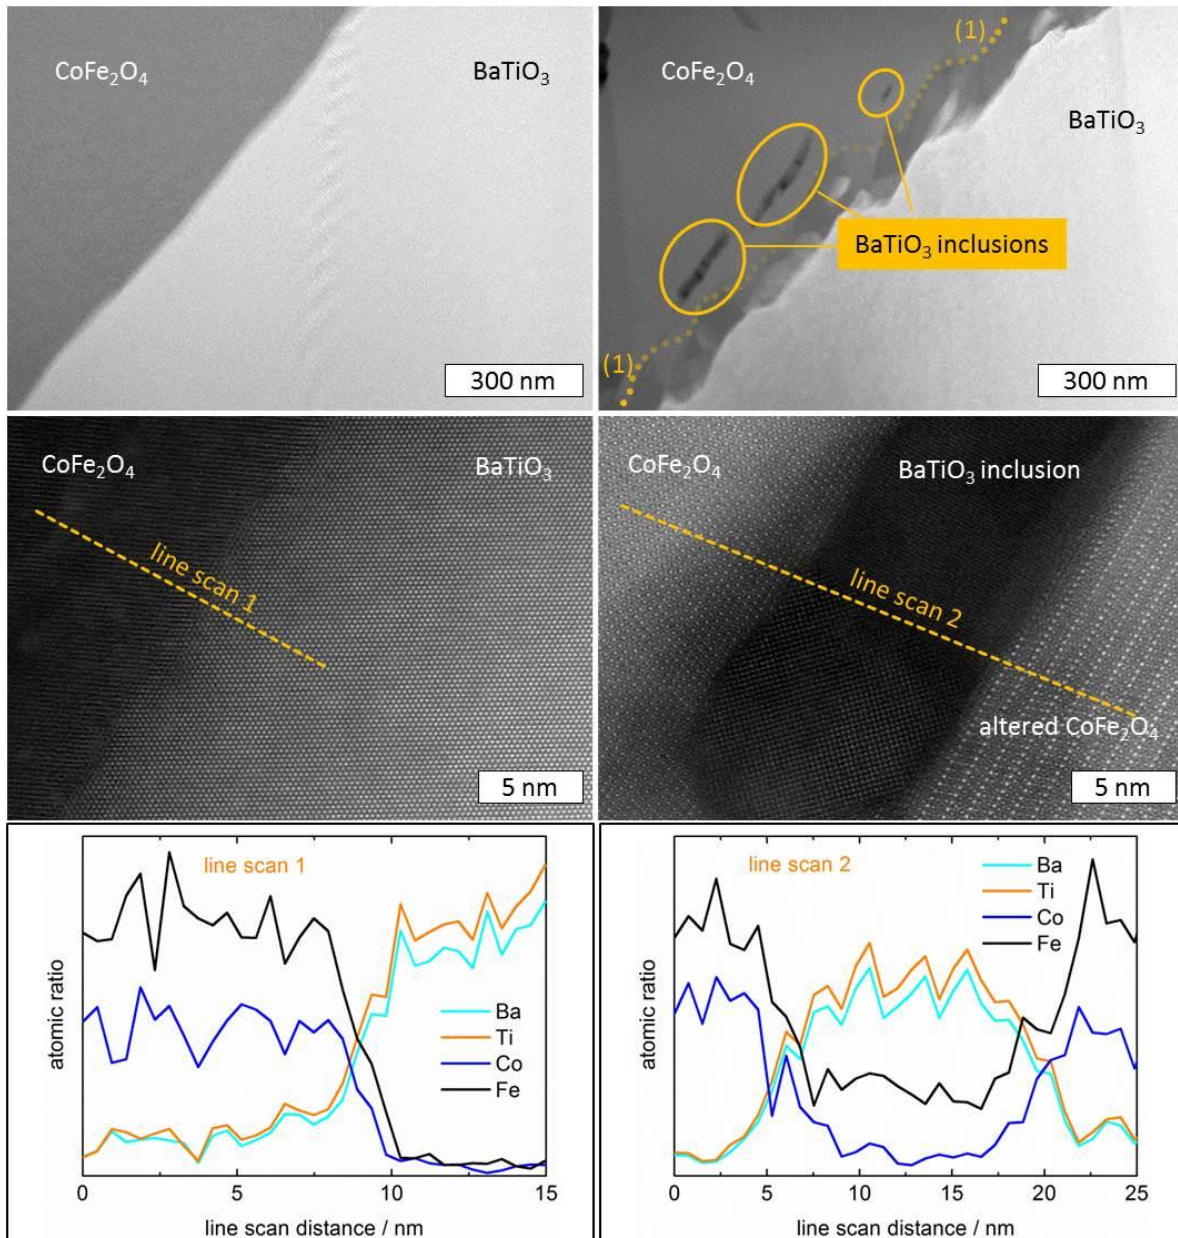 CoFe₂O₄
BaTiO₃
300 nm
(1)
CoFe₂O₄
BaTiO₃
BaTiO₃ inclusions
(1)
300 nm
CoFe₂O₄
BaTiO₃
line scan 1
5 nm
CoFe₂O₄
BaTiO₃ inclusion
line scan 2
altered CoFe₂O₄
5 nm
line scan 1
atomic ratio
Ba
Ti
Co
Fe
0 5 10 15
line scan distance / nm
line scan 2
Ba
Ti
Co
Fe
atomic ratio
0 5 10 15 20 25
line scan distance / nm